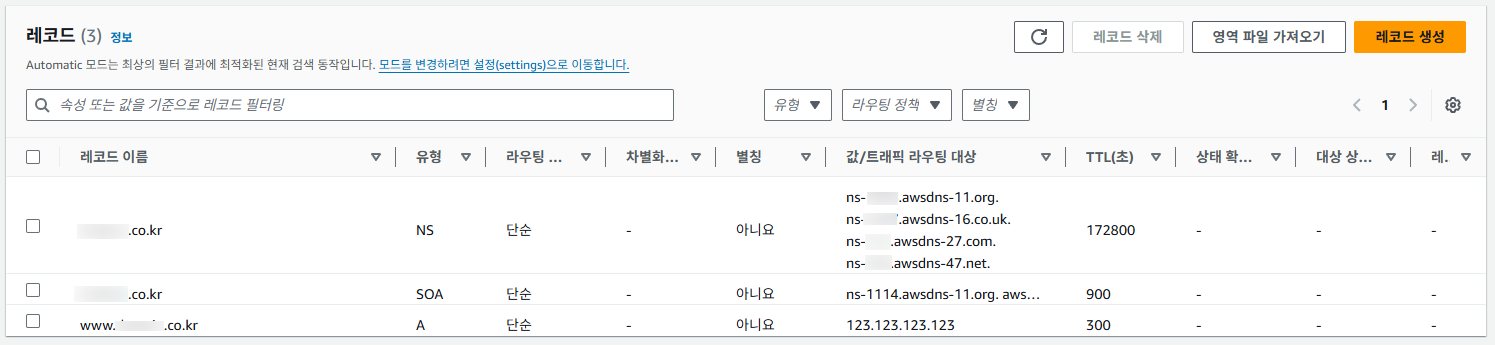 레코드 (3) 정보
레코드 삭제
영역 파일 가져오기
레코드 생성
Automatic 모드는 최상의 필터 결과에 최적화된 현재 검색 동작입니다. 모드를 변경하려면 설정(settings)으로 이동합니다.
속성 또는 값을 기준으로 레코드 필터링
유형
라우팅 정책
별칭
1
레코드 이름 유형 라우팅 ... 차별화... 별칭 값/트래픽 라우팅 대상 TTL(초) 상태 확... 대상 상... 레.
ns- .awsdns-11.org.
ns- .awsdns-16.co.uk.
.co.kr NS 단순 - 아니요 172800 - - -
ns- .awsdns-27.com.
ns- .awsdns-47.net.
.co.kr SOA 단순 - 아니요 ns-1114.awsdns-11.org. aws... 900 - - -
www. .co.kr A 단순 - 아니요 123.123.123.123 300 - - -